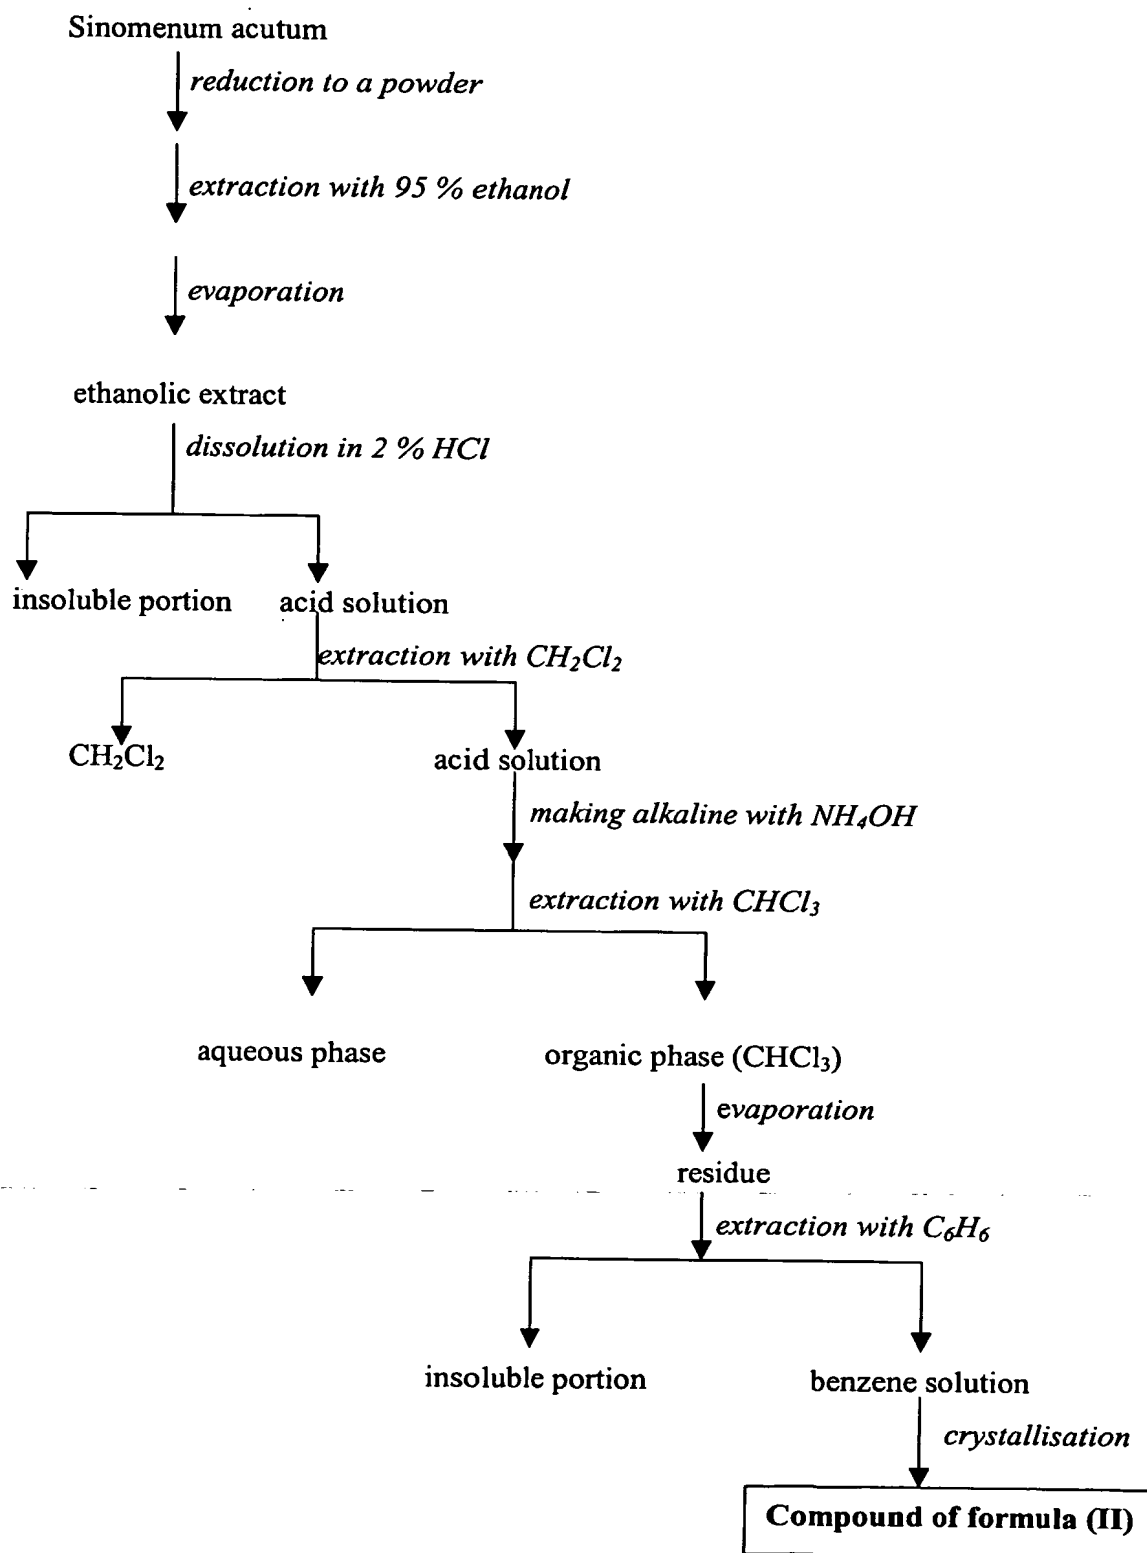 Sinomenum acutum
reduction to a powder
extraction with 95 % ethanol
evaporation
ethanolic extract
dissolution in 2 % HCl
insoluble portion
acid solution
extraction with CH₂Cl₂
CH₂Cl₂
acid solution
making alkaline with NH₄OH
extraction with CHCl₃
aqueous phase
organic phase (CHCl₃)
evaporation
residue
extraction with C₆H₆
insoluble portion
benzene solution
crystallisation
Compound of formula (II)